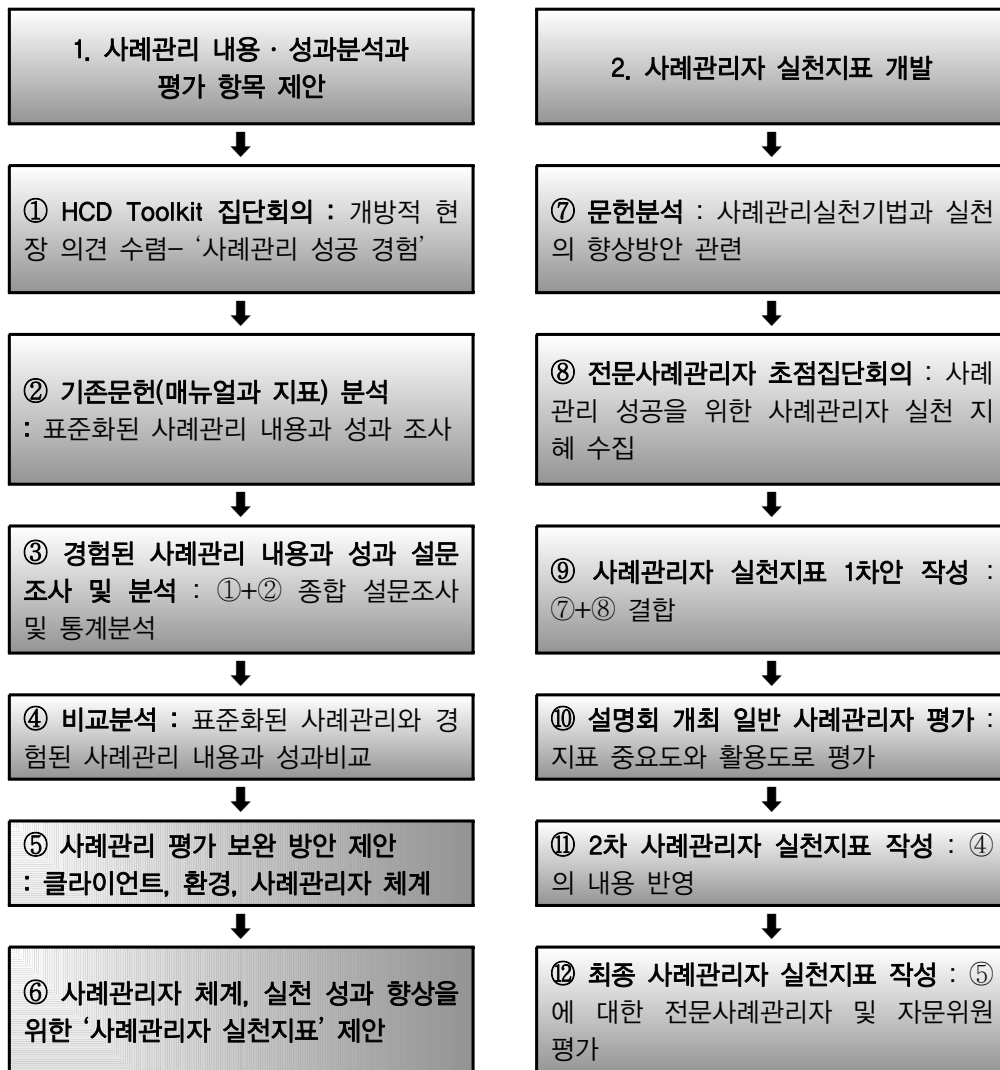 1. 사례관리 내용 · 성과분석과
평가 항목 제안
① HCD Toolkit 집단회의 : 개방적 현
장 의견 수렴– ‘사례관리 성공 경험’
② 기존문헌(매뉴얼과 지표) 분석
: 표준화된 사례관리 내용과 성과 조사
③ 경험된 사례관리 내용과 성과 설문
조사 및 분석 : ①+② 종합 설문조사
및 통계분석
④ 비교분석 : 표준화된 사례관리와 경
험된 사례관리 내용과 성과비교
⑤ 사례관리 평가 보완 방안 제안
: 클라이언트, 환경, 사례관리자 체계
⑥ 사례관리자 체계, 실천 성과 향상을
위한 ‘사례관리자 실천지표’ 제안
2. 사례관리자 실천지표 개발
⑦ 문헌분석 : 사례관리실천기법과 실천
의 향상방안 관련
⑧ 전문사례관리자 초점집단회의 : 사례
관리 성공을 위한 사례관리자 실천 지
혜 수집
⑨ 사례관리자 실천지표 1차안 작성 :
⑦+⑧ 결합
⑩ 설명회 개최 일반 사례관리자 평가 :
지표 중요도와 활용도로 평가
⑪ 2차 사례관리자 실천지표 작성 : ④
의 내용 반영
⑫ 최종 사례관리자 실천지표 작성 : ⑤
에 대한 전문사례관리자 및 자문위원
평가